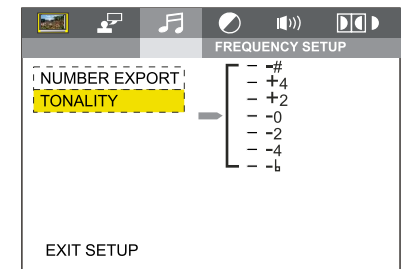 FREQUENCY SETUP
NUMBER EXPORT
TONALITY
– -#
– +4
– +2
– -0
– -2
– -4
– -♭
EXIT SETUP